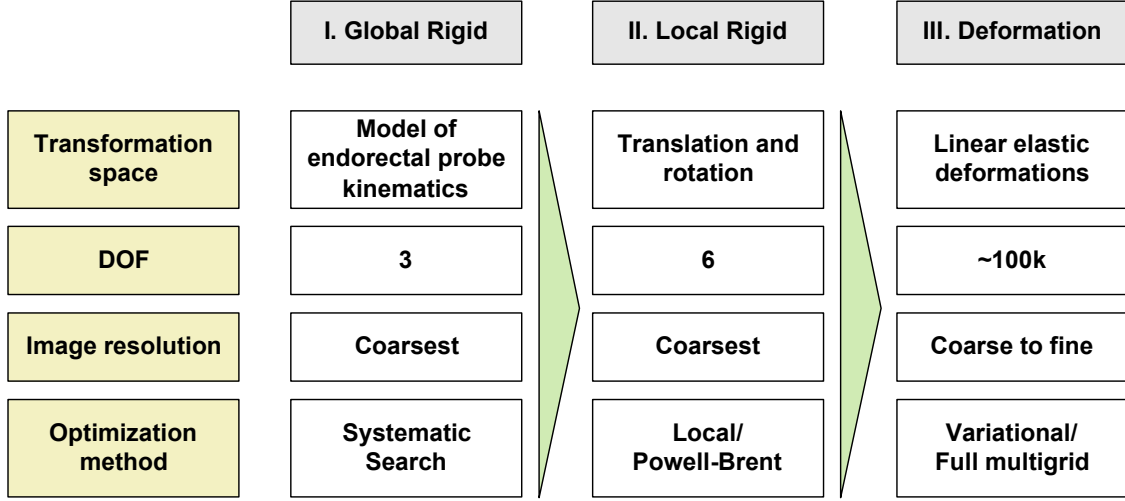 I. Global Rigid
II. Local Rigid
III. Deformation
Transformation
space
Model of
endorectal probe
kinematics
Translation and
rotation
Linear elastic
deformations
DOF
3
6
~100k
Image resolution
Coarsest
Coarsest
Coarse to fine
Optimization
method
Systematic
Search
Local/
Powell-Brent
Variational/
Full multigrid